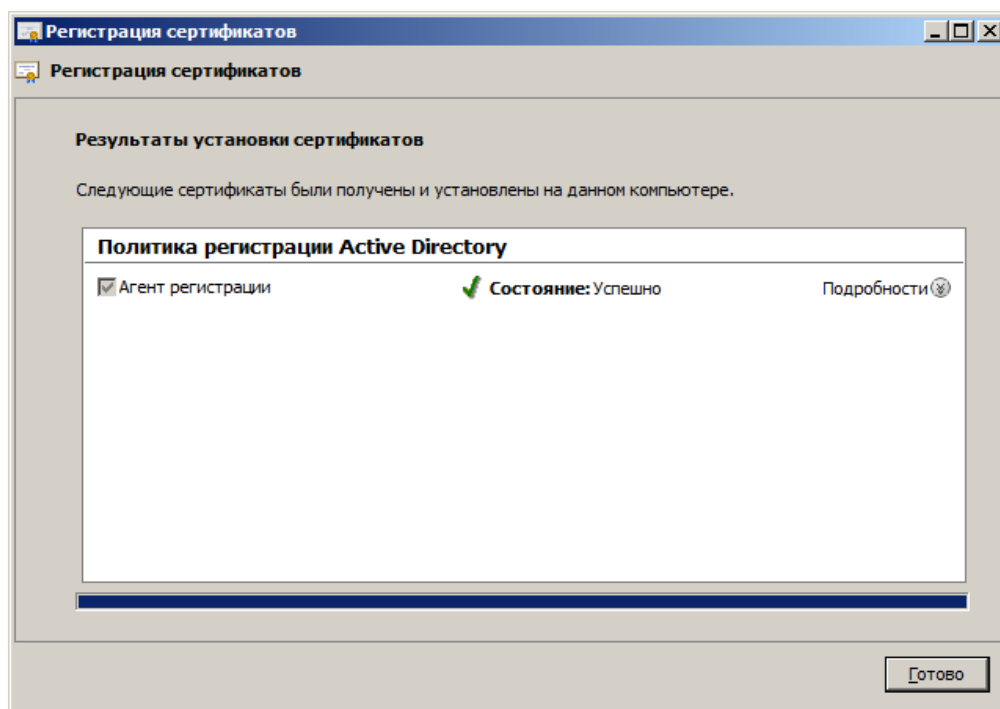 Регистрация сертификатов
Регистрация сертификатов
Результаты установки сертификатов
Следующие сертификаты были получены и установлены на данном компьютере.
Политика регистрации Active Directory
Агент регистрации Состояние: Успешно Подробности
Готово